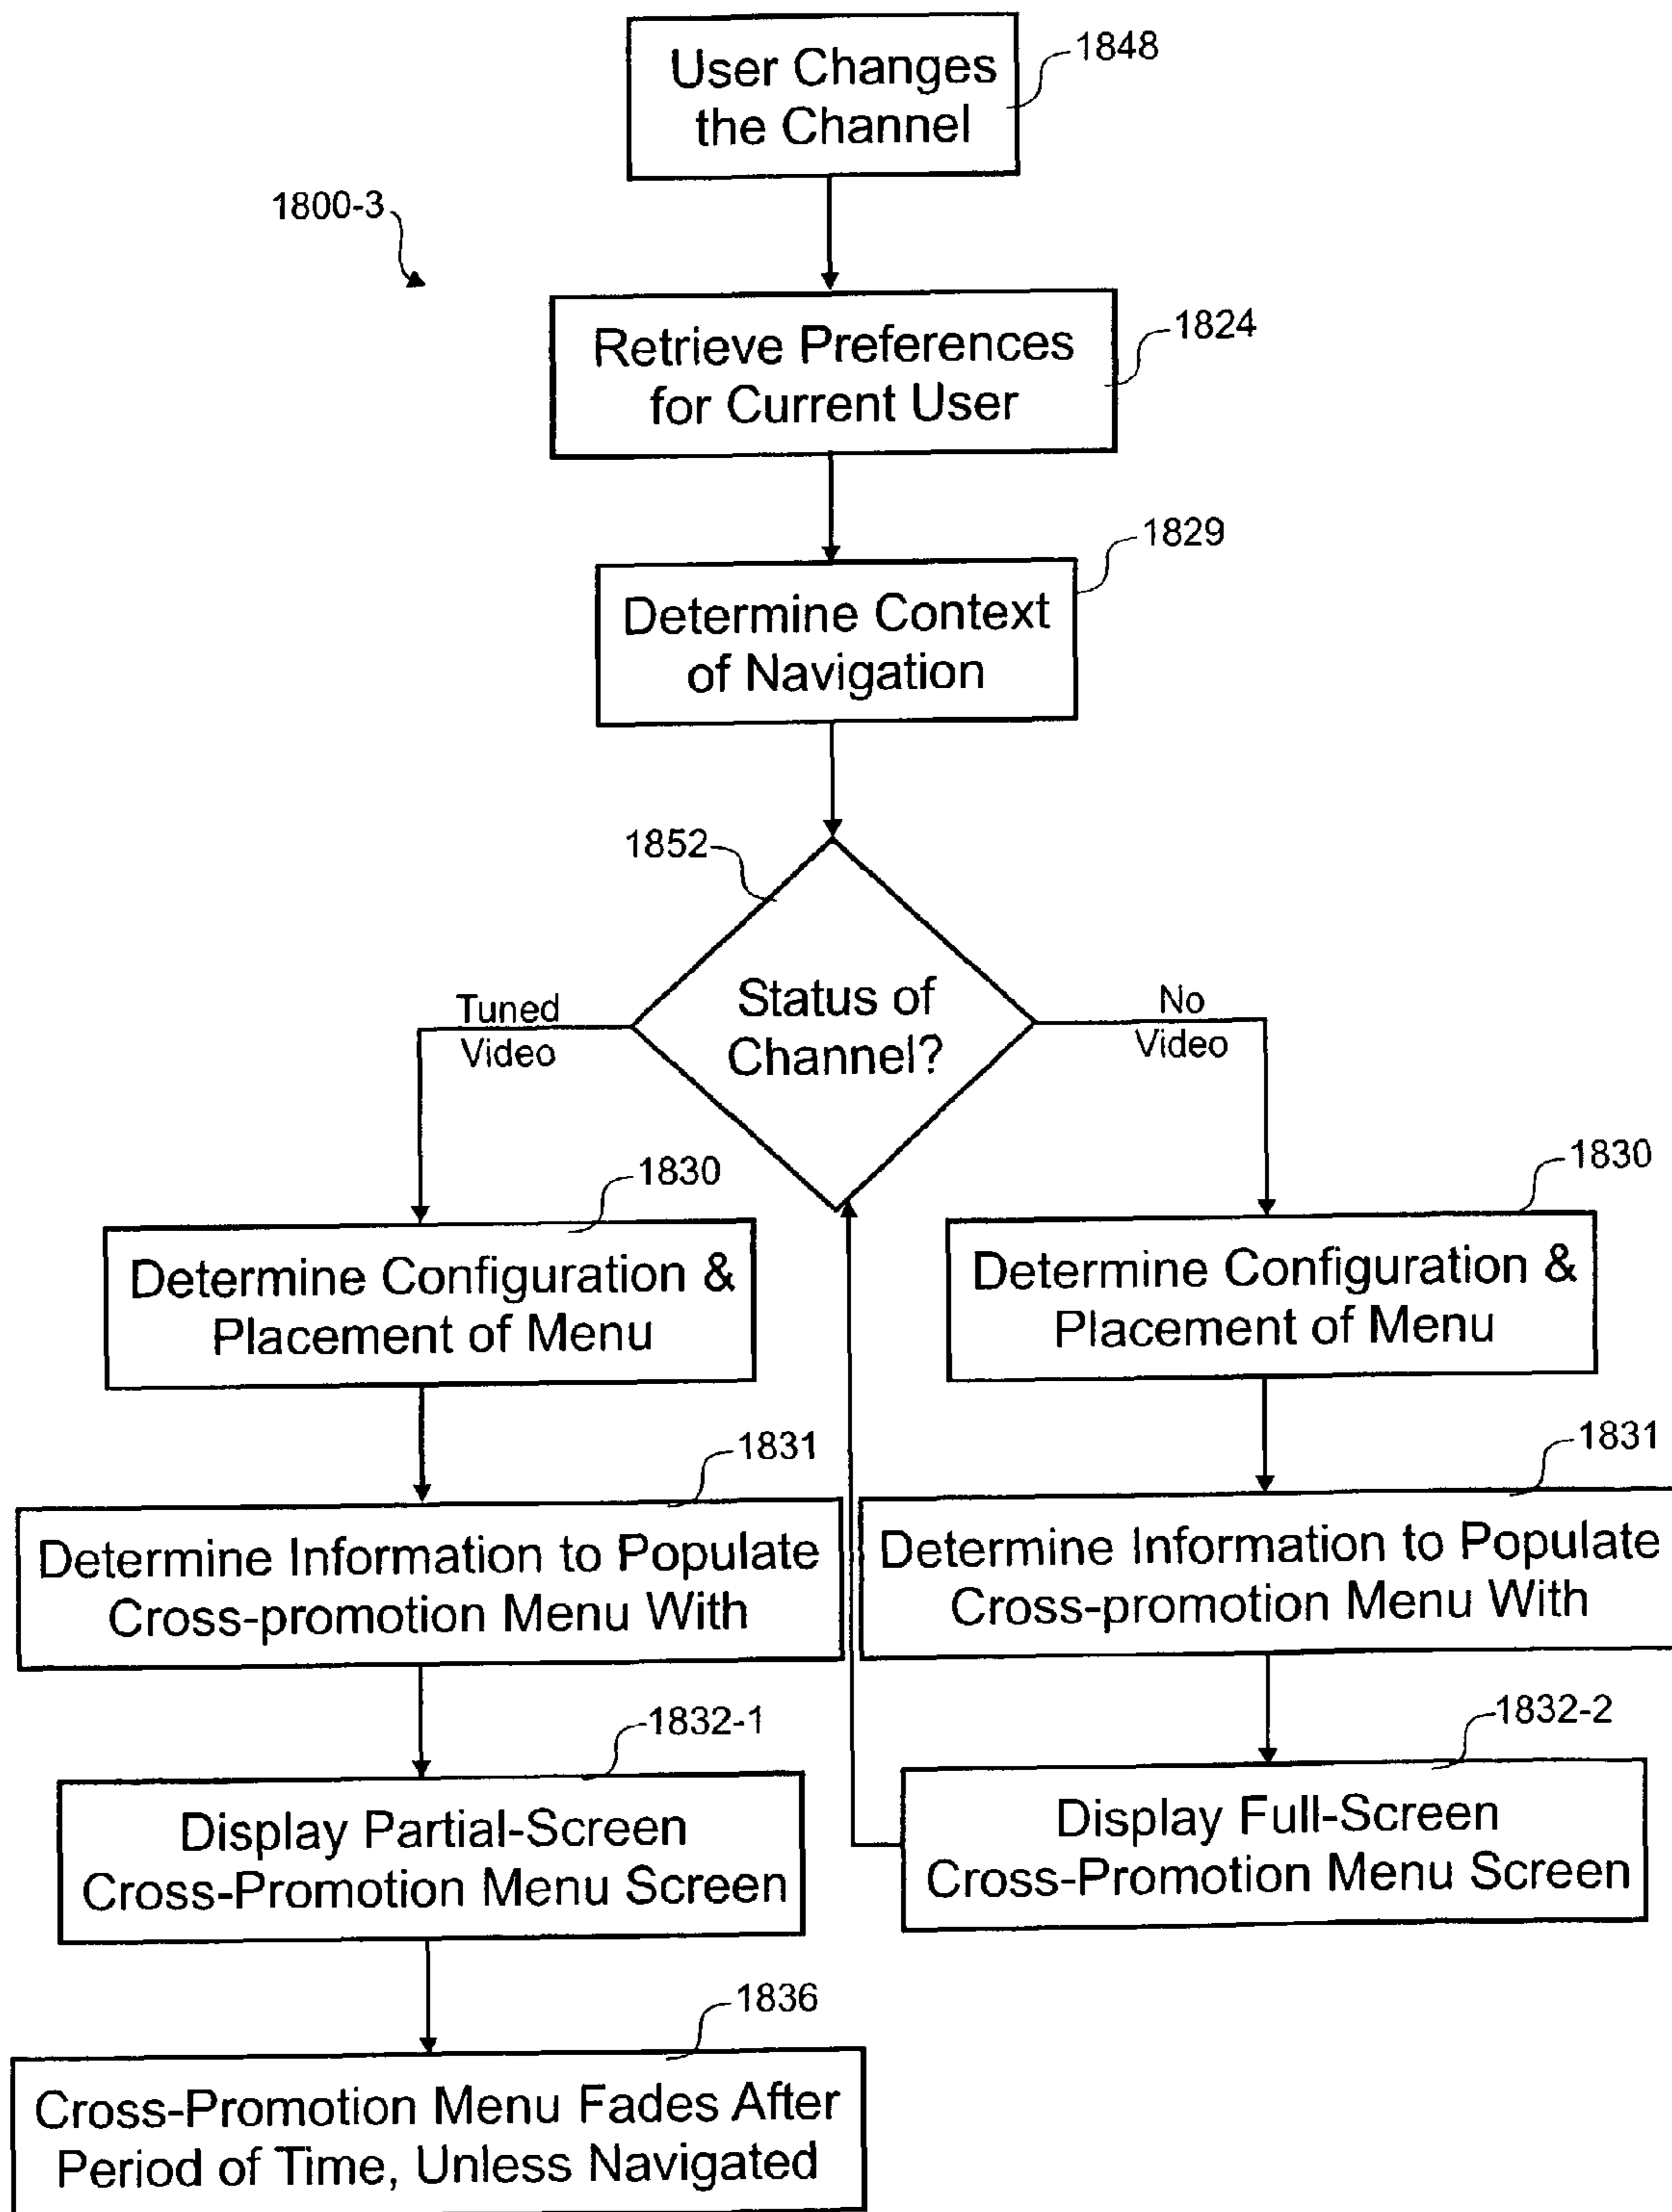 User Changes
the Channel
1848
1800-3
Retrieve Preferences
for Current User
1824
Determine Context
of Navigation
1829
1852
Status of
Channel?
Tuned
Video
No
Video
1830
Determine Configuration &
Placement of Menu
1830
Determine Configuration &
Placement of Menu
1831
Determine Information to Populate
Cross-promotion Menu With
1831
Determine Information to Populate
Cross-promotion Menu With
1832-1
Display Partial-Screen
Cross-Promotion Menu Screen
1832-2
Display Full-Screen
Cross-Promotion Menu Screen
1836
Cross-Promotion Menu Fades After
Period of Time, Unless Navigated